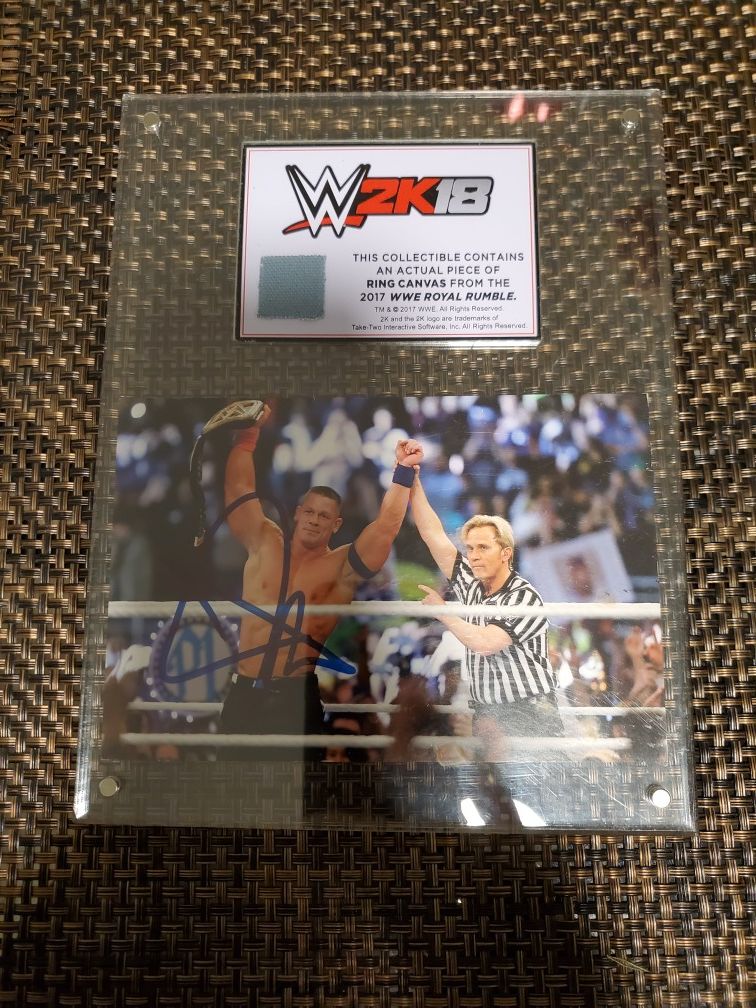 W 2K18
THIS COLLECTIBLE CONTAINS
AN ACTUAL PIECE OF
RING CANVAS FROM THE
2017 WWE ROYAL RUMBLE.
TM & © 2017 WWE. All Rights Reserved.
2K and the 2K logo are trademarks of
Take-Two Interactive Software, Inc. All Rights Reserved.